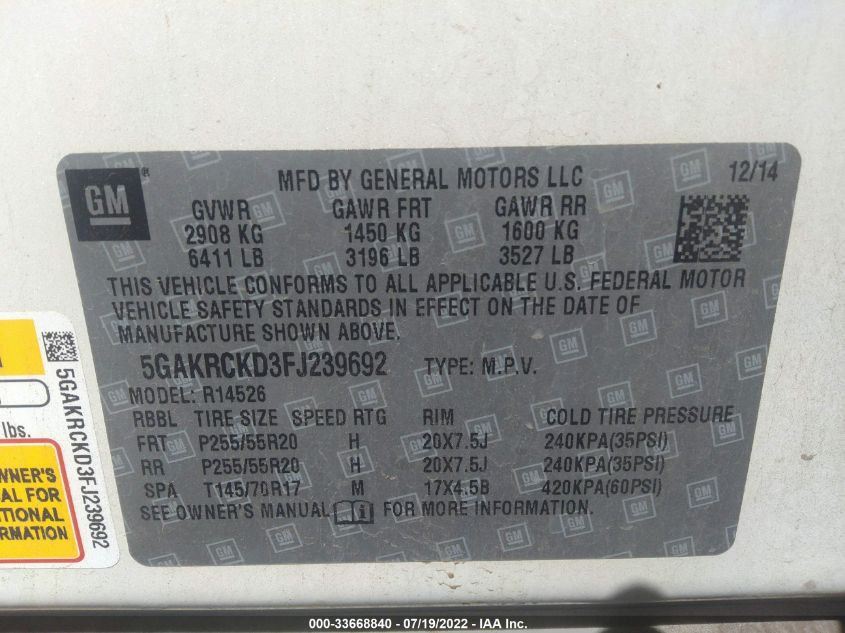 GM ®
MFD BY GENERAL MOTORS LLC 12/14
GVWR GAWR FRT GAWR RR
2908 KG 1450 KG 1600 KG
6411 LB 3196 LB 3527 LB
THIS VEHICLE CONFORMS TO ALL APPLICABLE U.S. FEDERAL MOTOR
VEHICLE SAFETY STANDARDS IN EFFECT ON THE DATE OF
MANUFACTURE SHOWN ABOVE.
5GAKRCKD3FJ239692 TYPE: M.P.V.
MODEL: R14526
RBBL TIRE-SIZE SPEED RTG RIM COLD TIRE PRESSURE
FRT P255/55R20 H 20X7.5J 240KPA(35PSI)
RR P255/55R20 H 20X7.5J 240KPA(35PSI)
SPA T145/70R17 M 17X4.5B 420KPA(60PSI)
SEE OWNER'S MANUAL i FOR MORE INFORMATION.
lbs.
WNER'S
AL FOR
TIONAL
RMATION
5GAKRCKD3FJ239692
000-33668840 / 07/19/2022 - IAA Inc.